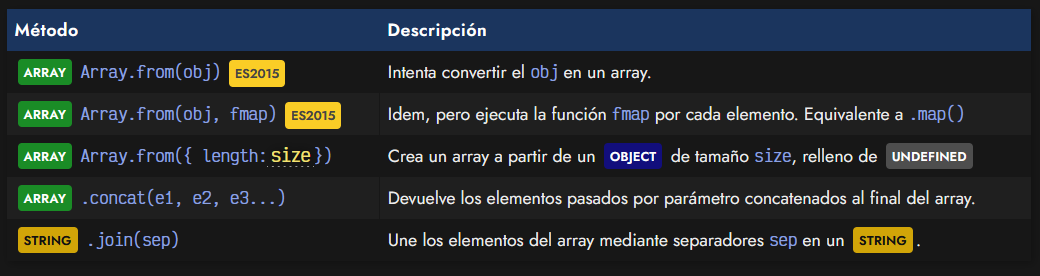 Método Descripción
ARRAY Array.from(obj) ES2015 Intenta convertir el obj en un array.
ARRAY Array.from(obj, fmap) ES2015 Idem, pero ejecuta la función fmap por cada elemento. Equivalente a .map()
ARRAY Array.from({ length:size}) Crea un array a partir de un OBJECT de tamaño size, relleno de UNDEFINED
ARRAY .concat(e1, e2, e3...) Devuelve los elementos pasados por parámetro concatenados al final del array.
STRING .join(sep) Une los elementos del array mediante separadores sep en un STRING.